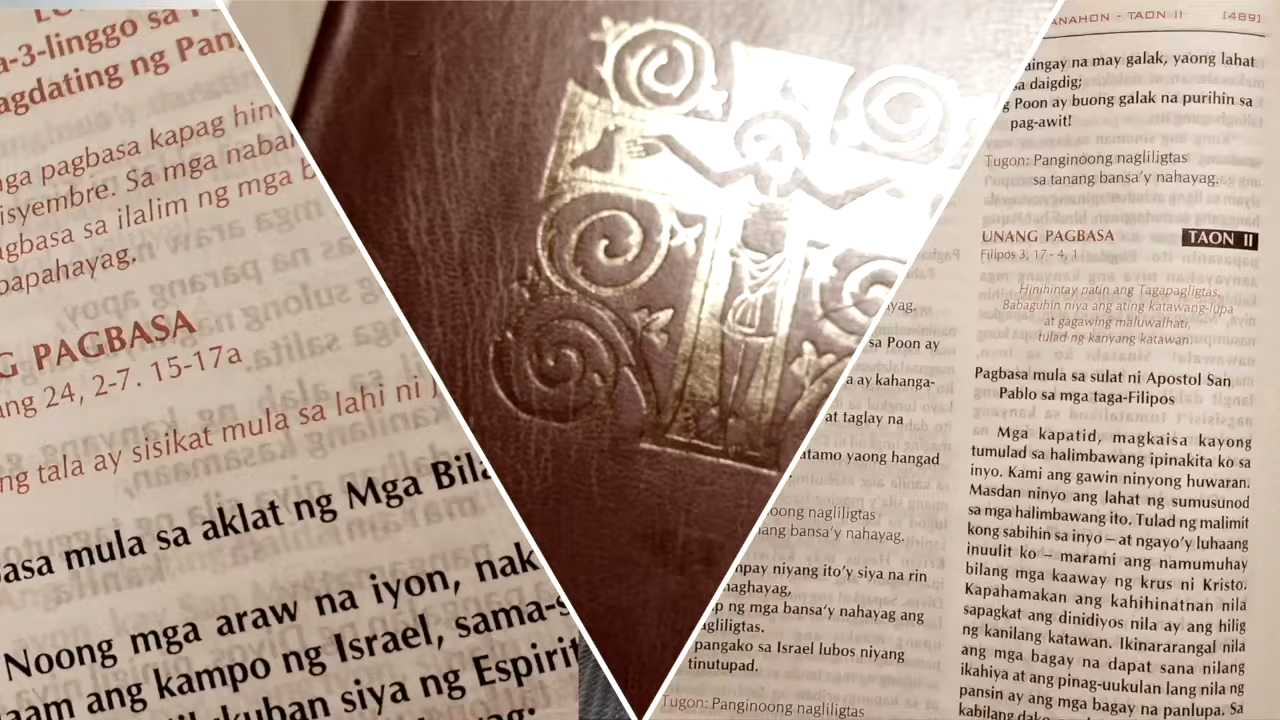 -3-linggo sa
agdating ng Pan
nga pagbasa kapag hin
isyembre. Sa mga naba
agbasa sa ilalim ng mga b
papahayag.
G PAGBASA
ang 24, 2-7. 15-17a
ng tala ay sisikat mula sa lahi ni J
basa mula sa aklat ng Mga Bila
Noong mga araw na iyon, nak
laam ang kampo ng Israel, sama-s
siya ng Espirit
yag.
sa Poon ay
a ay kahanga-
at taglay na
atamo yaong hangad
oong nagliligtas
ang bansa'y nahayag.
mpay niyang ito'y siya na rin
naghayag,
p ng mga bansa'y nahayag ang
agliligtas.
pangako sa Israel lubos niyang
tinutupad.
Tugon: Panginoong nagliligtas
ANAHON - TAON II [489]
aingay na may galak, yaong lahat
sa daigdig;
g Poon ay buong galak na purihin sa
pag-awit!
Tugon: Panginoong nagliligtas
sa tanang bansa'y nahayag.
UNANG PAGBASA TAON II
Filipos 3, 17 - 4, 1
Hinihintay natin ang Tagapagligtas,
Babaguhin niya ang ating katawang-lupa
at gagawing maluwalhati,
tulad ng kanyang katawan.
Pagbasa mula sa sulat ni Apostol San
Pablo sa mga taga-Filipos
Mga kapatid, magkaisa kayong
tumulad sa halimbawang ipinakita ko sa
inyo. Kami ang gawin ninyong huwaran.
Masdan ninyo ang lahat ng sumusunod
sa mga halimbawang ito. Tulad ng malimit
kong sabihin sa inyo – at ngayo'y luhaang
inuulit ko – marami ang namumuhay
bilang mga kaaway ng krus ni Kristo.
Kapahamakan ang kahihinatnan nila
sapagkat ang dinidiyos nila ay ang hilig
ng kanilang katawan. Ikinararangal nila
ang mga bagay na dapat sana nilang
ikahiya at ang pinag-uukulan lang nila ng
pansin ay ang mga bagay na panlupa. Sa
kabilang dako